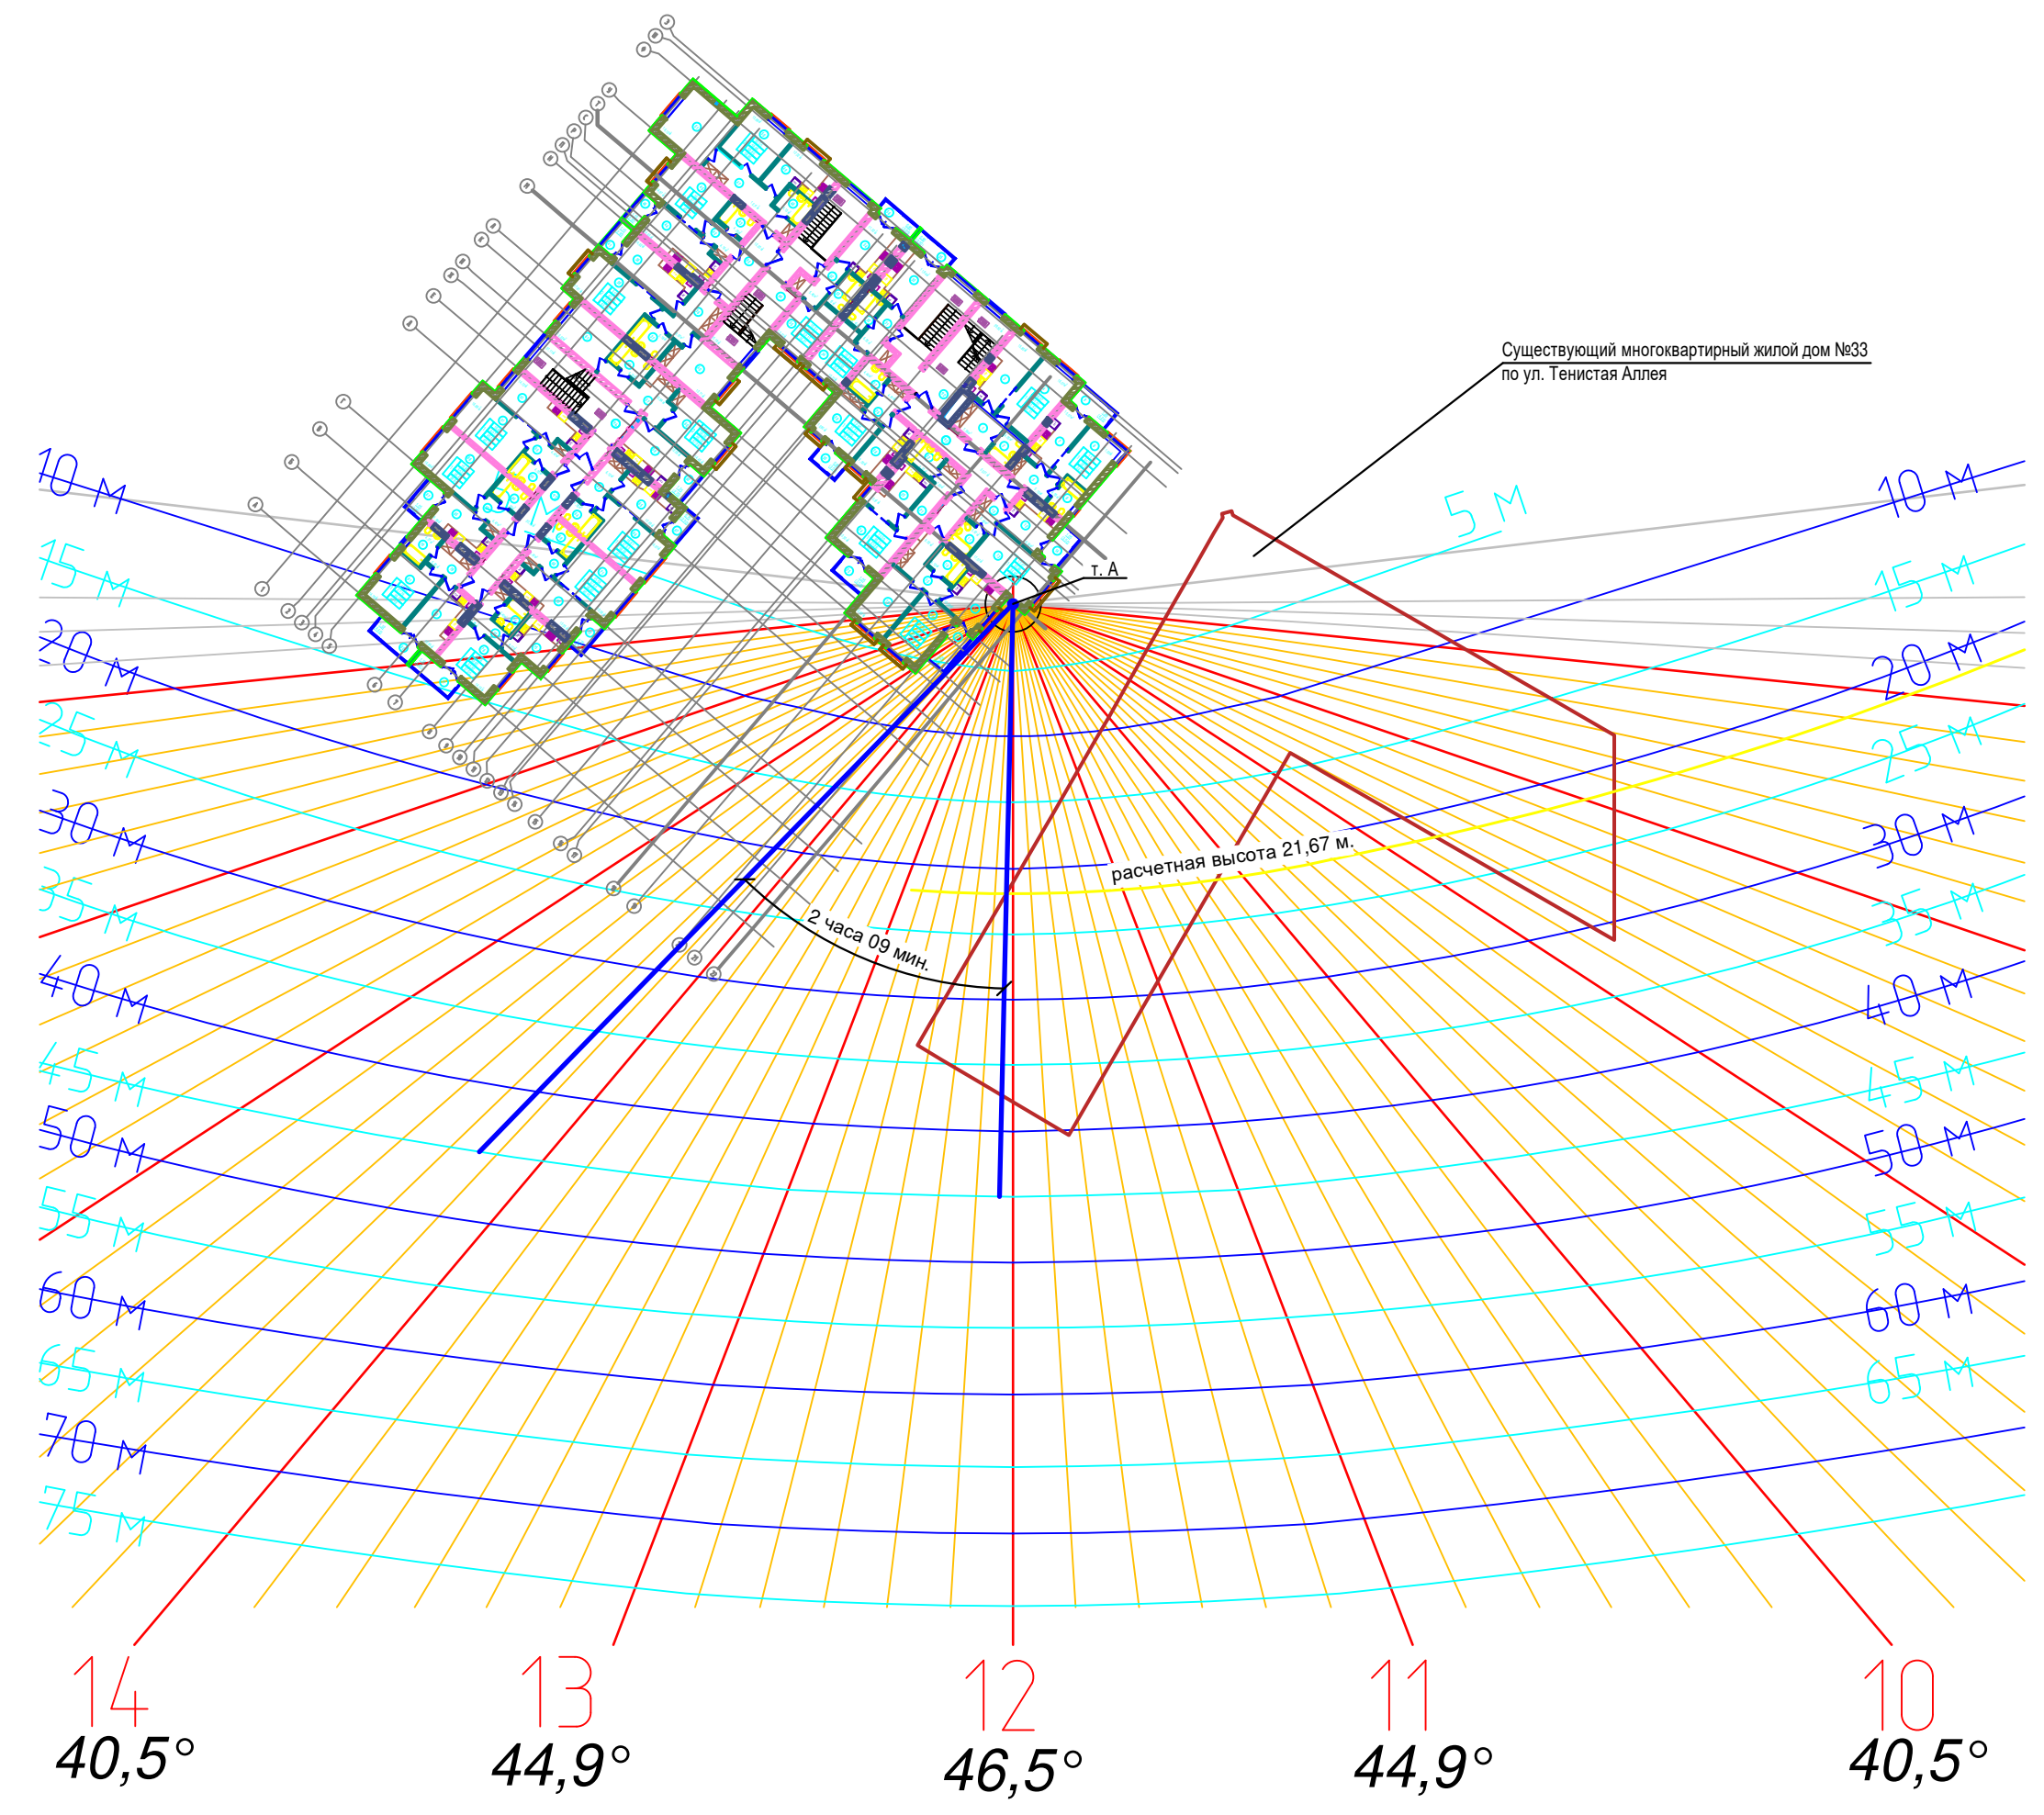 Существующий многоквартирный жилой дом №33
по ул. Тенистая Аллея
10 М
10 М
5 М
15 М
15 М
т. А
20 М
20 М
25 М
25 М
30 М
30 М
расчетная высота 21,67 м.
35 М
35 М
2 часа 09 мин.
40 М
40 М
45 М
45 М
50 М
50 М
55 М
55 М
60 М
60 М
65 М
65 М
70 М
75 М
14
13
12
11
10
40,5°
44,9°
46,5°
44,9°
40,5°